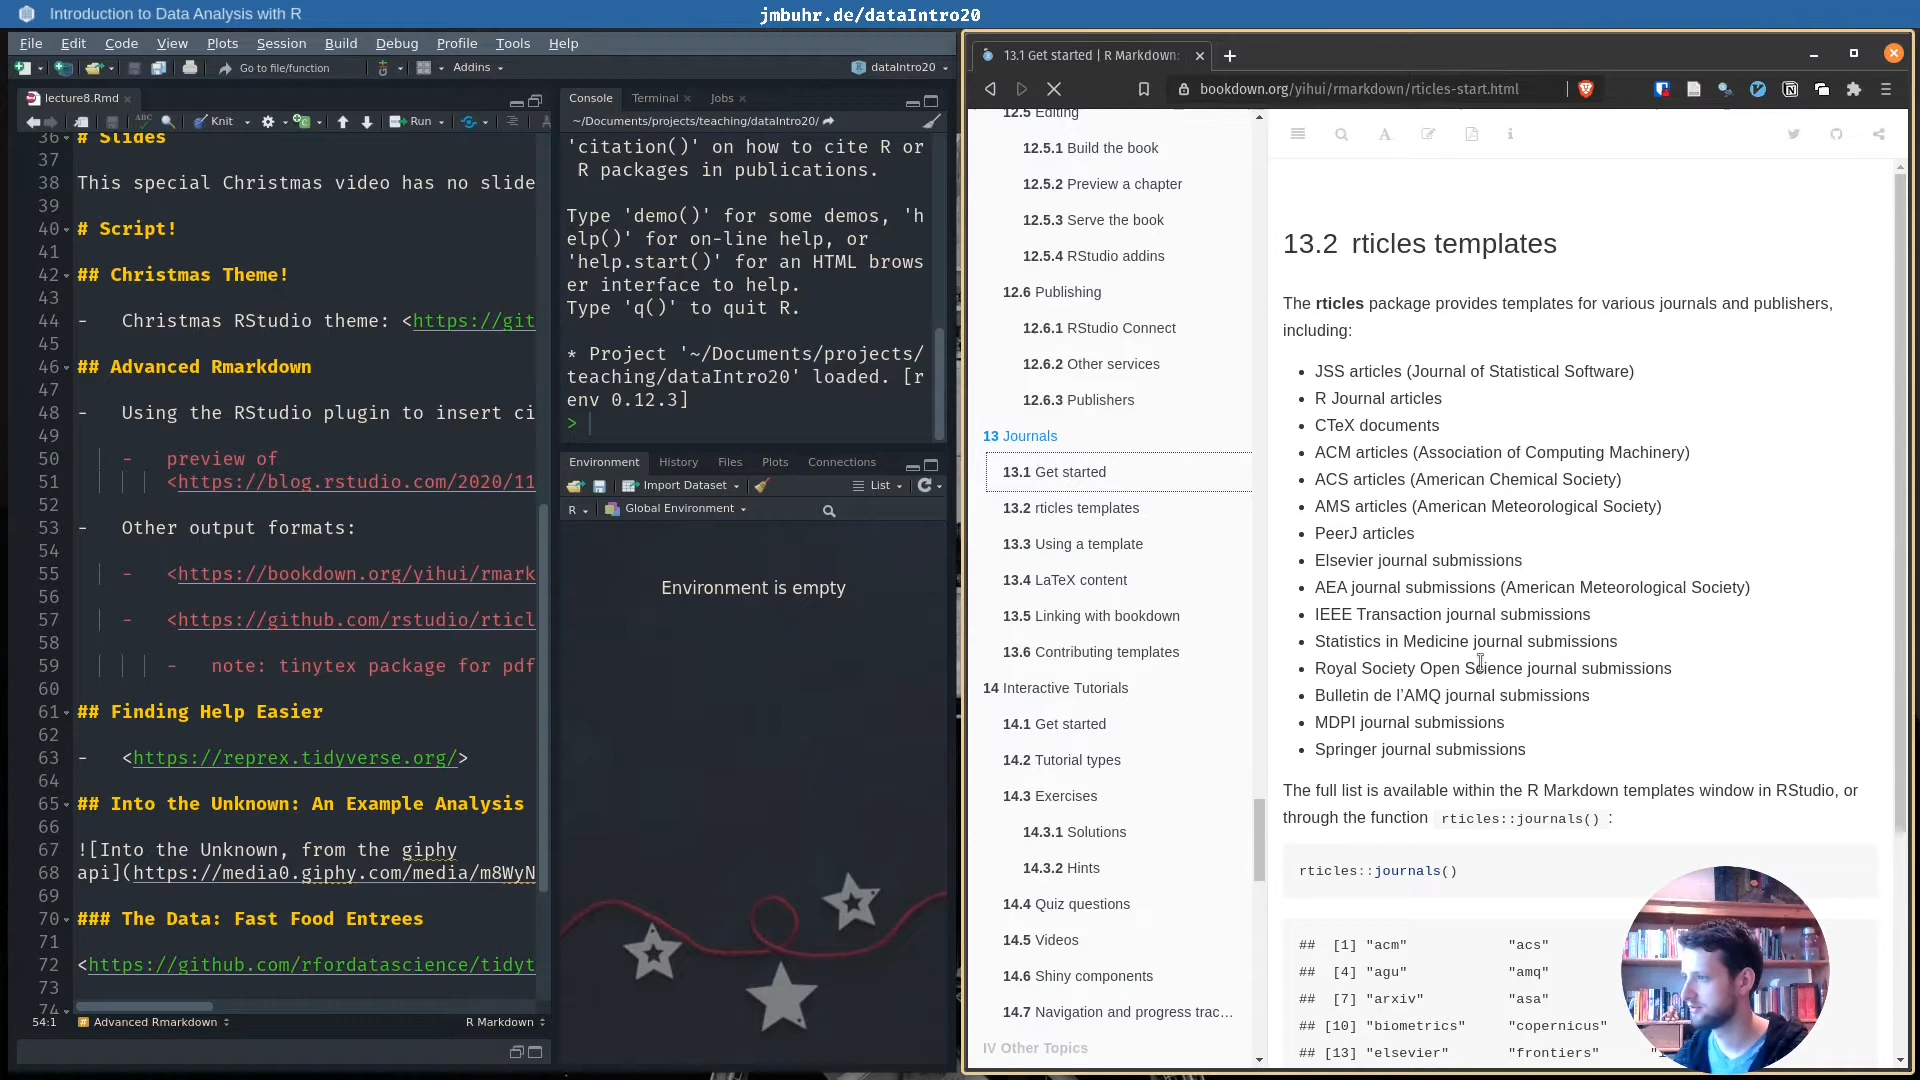 Introduction to Data Analysis with R
jmbuhr.de/dataIntro20
File Edit Code View Plots Session Build Debug Profile Tools Help
Go to file/function Addins dataIntro20
lecture8.Rmd
Knit Run
36 # Slides
37
38 This special Christmas video has no slide
39
40 # Script!
41
42 ## Christmas Theme!
43
44 - Christmas RStudio theme: <https://git
45
46 ## Advanced Rmarkdown
47
48 - Using the RStudio plugin to insert ci
49
50 - preview of
51 <https://blog.rstudio.com/2020/11
52
53 - Other output formats:
54
55 - <https://bookdown.org/yihui/rmark
56
57 - <https://github.com/rstudio/rticl
58
59 - note: tinytex package for pdf
60
61 ## Finding Help Easier
62
63 - <https://reprex.tidyverse.org/>
64
65 ## Into the Unknown: An Example Analysis
66
67 ![Into the Unknown, from the giphy
68 api](https://media0.giphy.com/media/m8WyN
69
70 ### The Data: Fast Food Entrees
71
72 <https://github.com/rfordatascience/tidyt
73
74
54:1 # Advanced Rmarkdown R Markdown
Console Terminal Jobs
~/Documents/projects/teaching/dataIntro20/
'citation()' on how to cite R or
R packages in publications.
Type 'demo()' for some demos, 'h
elp()' for on-line help, or
'help.start()' for an HTML brows
er interface to help.
Type 'q()' to quit R.
* Project '~/Documents/projects/
teaching/dataIntro20' loaded. [r
env 0.12.3]
>
Environment History Files Plots Connections
Import Dataset List
R Global Environment
Environment is empty
13.1 Get started | R Markdown:
bookdown.org/yihui/rmarkdown/rticles-start.html
12.5 Editing
12.5.1 Build the book
12.5.2 Preview a chapter
12.5.3 Serve the book
12.5.4 RStudio addins
12.6 Publishing
12.6.1 RStudio Connect
12.6.2 Other services
12.6.3 Publishers
13 Journals
13.1 Get started
13.2 rticles templates
13.3 Using a template
13.4 LaTeX content
13.5 Linking with bookdown
13.6 Contributing templates
14 Interactive Tutorials
14.1 Get started
14.2 Tutorial types
14.3 Exercises
14.3.1 Solutions
14.3.2 Hints
14.4 Quiz questions
14.5 Videos
14.6 Shiny components
14.7 Navigation and progress trac…
IV Other Topics
13.2 rticles templates
The rticles package provides templates for various journals and publishers,
including:
• JSS articles (Journal of Statistical Software)
• R Journal articles
• CTeX documents
• ACM articles (Association of Computing Machinery)
• ACS articles (American Chemical Society)
• AMS articles (American Meteorological Society)
• PeerJ articles
• Elsevier journal submissions
• AEA journal submissions (American Meteorological Society)
• IEEE Transaction journal submissions
• Statistics in Medicine journal submissions
• Royal Society Open Science journal submissions
• Bulletin de l'AMQ journal submissions
• MDPI journal submissions
• Springer journal submissions
The full list is available within the R Markdown templates window in RStudio, or
through the function rticles::journals() :
rticles::journals()
## [1] "acm" "acs"
## [4] "agu" "amq"
## [7] "arxiv" "asa"
## [10] "biometrics" "copernicus"
## [13] "elsevier" "frontiers"